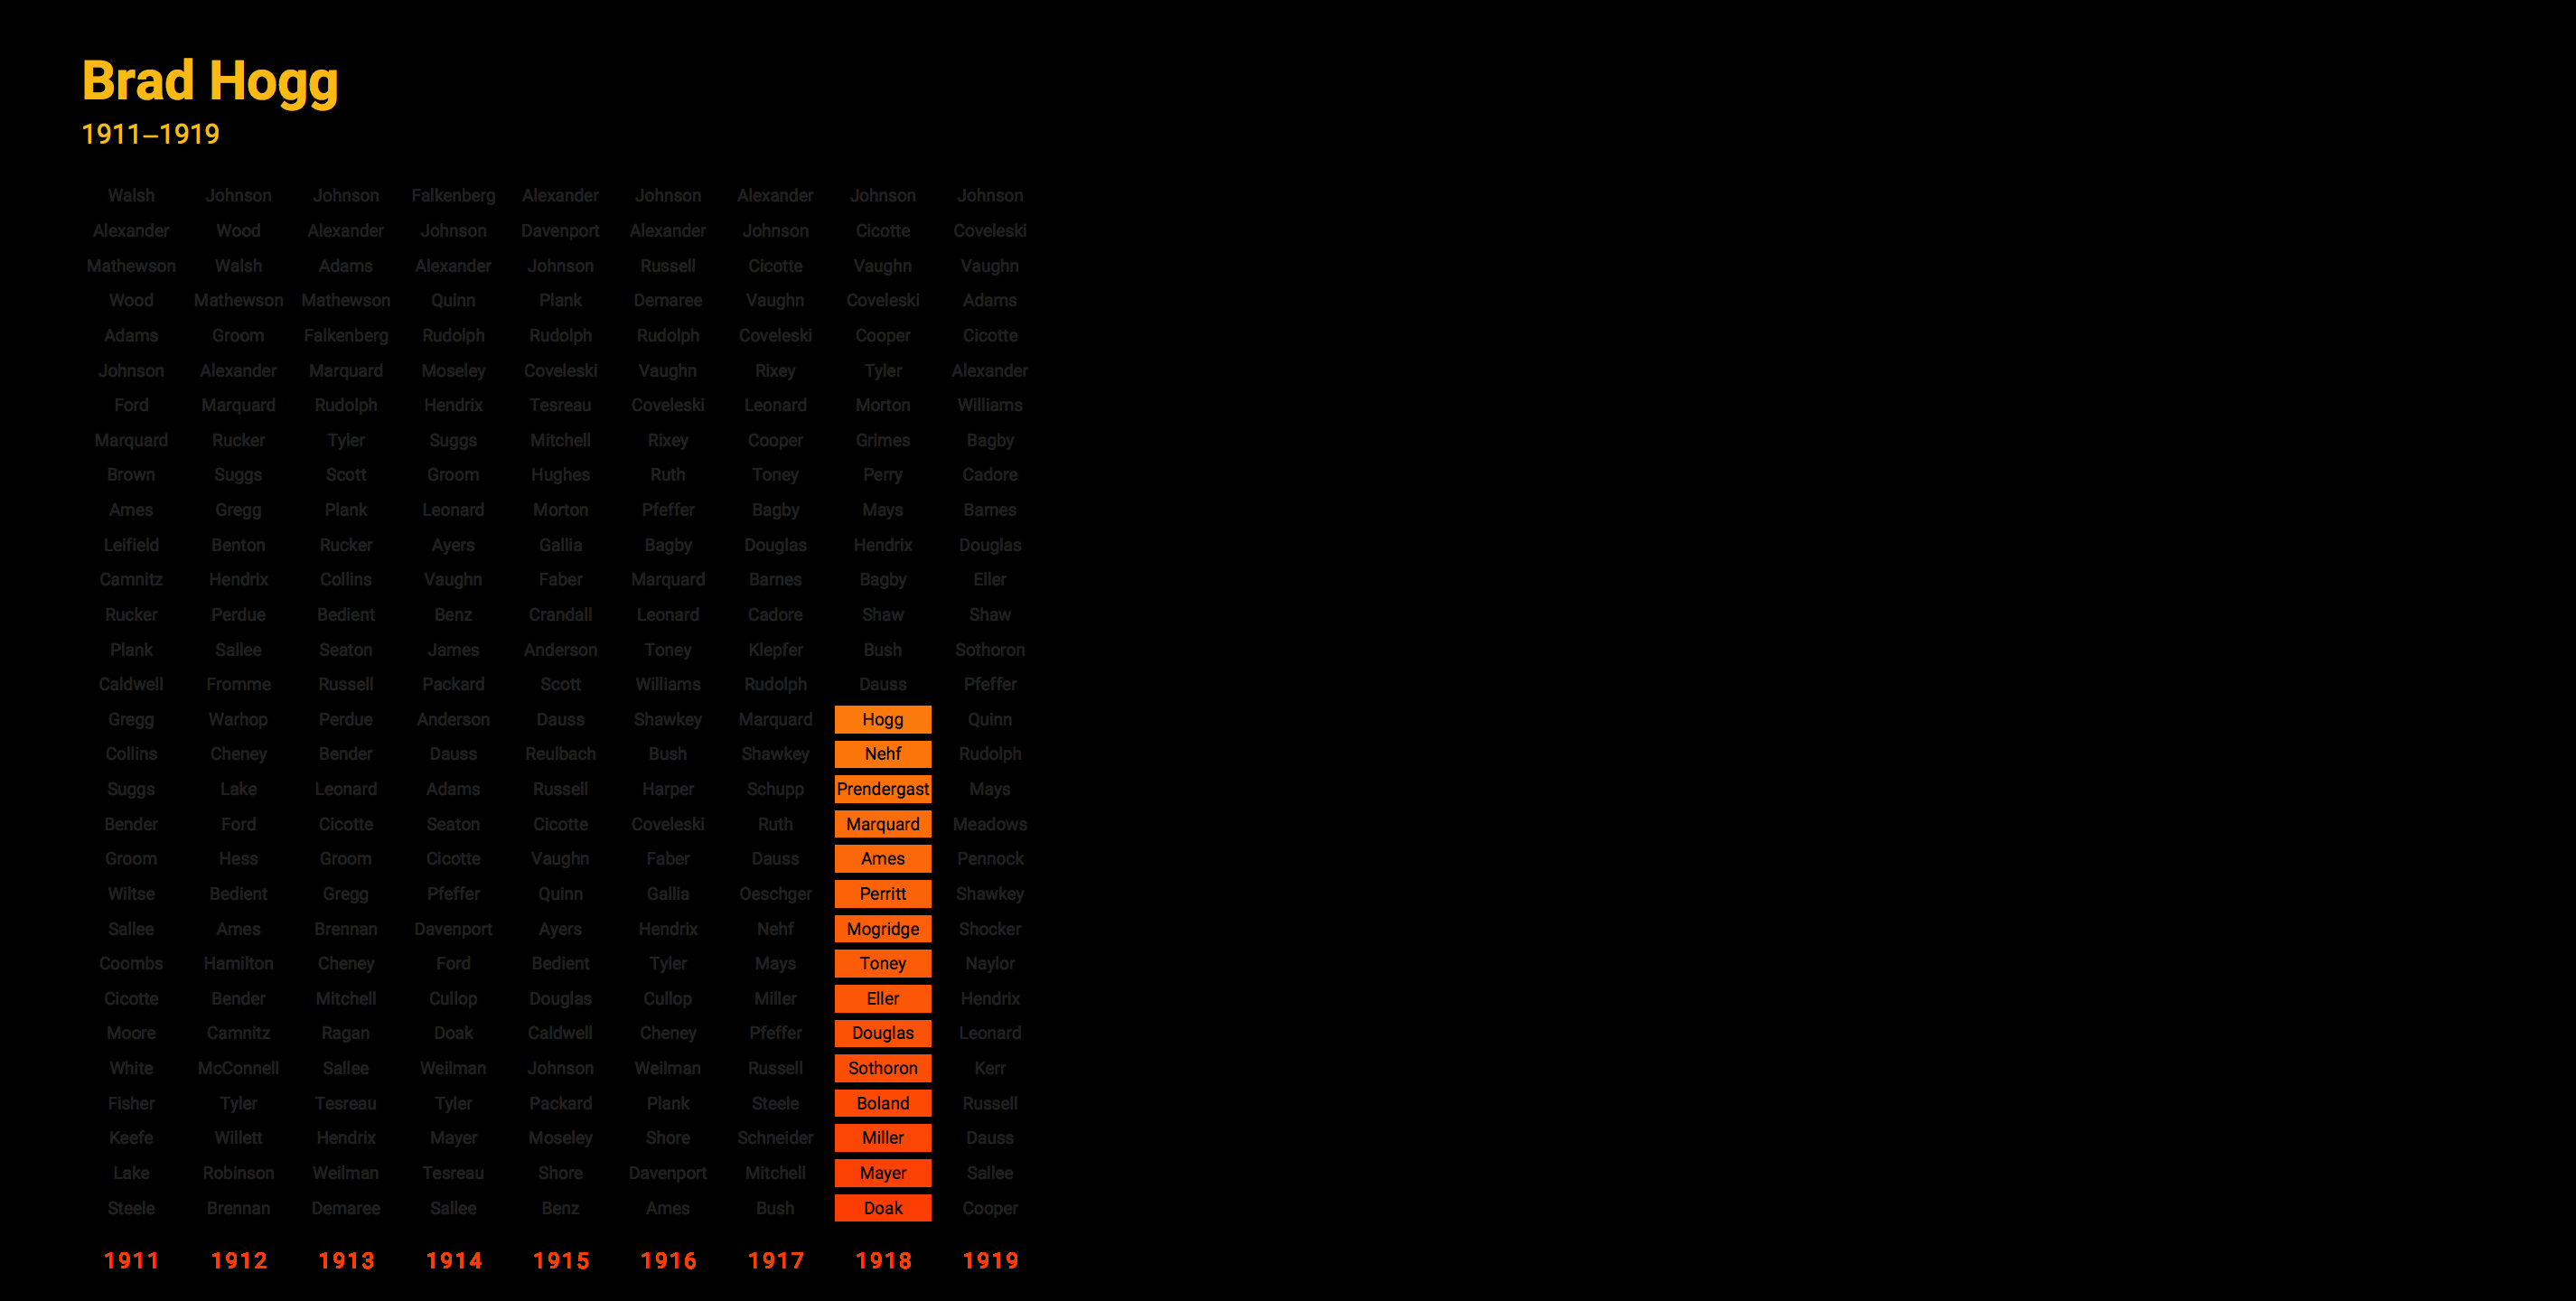 Brad Hogg
1911–1919
Walsh Johnson Johnson Falkenberg Alexander Johnson Alexander Johnson Johnson
Alexander Wood Alexander Johnson Davenport Alexander Johnson Cicotte Coveleski
Mathewson Walsh Adams Alexander Johnson Russell Cicotte Vaughn Vaughn
Wood Mathewson Mathewson Quinn Plank Demaree Vaughn Coveleski Adams
Adams Groom Falkenberg Rudolph Rudolph Rudolph Coveleski Cooper Cicotte
Johnson Alexander Marquard Moseley Coveleski Vaughn Rixey Tyler Alexander
Ford Marquard Rudolph Hendrix Tesreau Coveleski Leonard Morton Williams
Marquard Rucker Tyler Suggs Mitchell Rixey Cooper Grimes Bagby
Brown Suggs Scott Groom Hughes Ruth Toney Perry Cadore
Ames Gregg Plank Leonard Morton Pfeffer Bagby Mays Barnes
Leifield Benton Rucker Ayers Gallia Bagby Douglas Hendrix Douglas
Camnitz Hendrix Collins Vaughn Faber Marquard Barnes Bagby Eller
Rucker Perdue Bedient Benz Crandall Leonard Cadore Shaw Shaw
Plank Sallee Seaton James Anderson Toney Klepfer Bush Sothoron
Caldwell Fromme Russell Packard Scott Williams Rudolph Dauss Pfeffer
Gregg Warhop Perdue Anderson Dauss Shawkey Marquard Hogg Quinn
Collins Cheney Bender Dauss Reulbach Bush Shawkey Nehf Rudolph
Suggs Lake Leonard Adams Russell Harper Schupp Prendergast Mays
Bender Ford Cicotte Seaton Cicotte Coveleski Ruth Marquard Meadows
Groom Hess Groom Cicotte Vaughn Faber Dauss Ames Pennock
Wiltse Bedient Gregg Pfeffer Quinn Gallia Oeschger Perritt Shawkey
Sallee Ames Brennan Davenport Ayers Hendrix Nehf Mogridge Shocker
Coombs Hamilton Cheney Ford Bedient Tyler Mays Toney Naylor
Cicotte Bender Mitchell Cullop Douglas Cullop Miller Eller Hendrix
Moore Camnitz Ragan Doak Caldwell Cheney Pfeffer Douglas Leonard
White McConnell Sallee Weilman Johnson Weilman Russell Sothoron Kerr
Fisher Tyler Tesreau Tyler Packard Plank Steele Boland Russell
Keefe Willett Hendrix Mayer Moseley Shore Schneider Miller Dauss
Lake Robinson Weilman Tesreau Shore Davenport Mitchell Mayer Sallee
Steele Brennan Demaree Sallee Benz Ames Bush Doak Cooper
1911 1912 1913 1914 1915 1916 1917 1918 1919